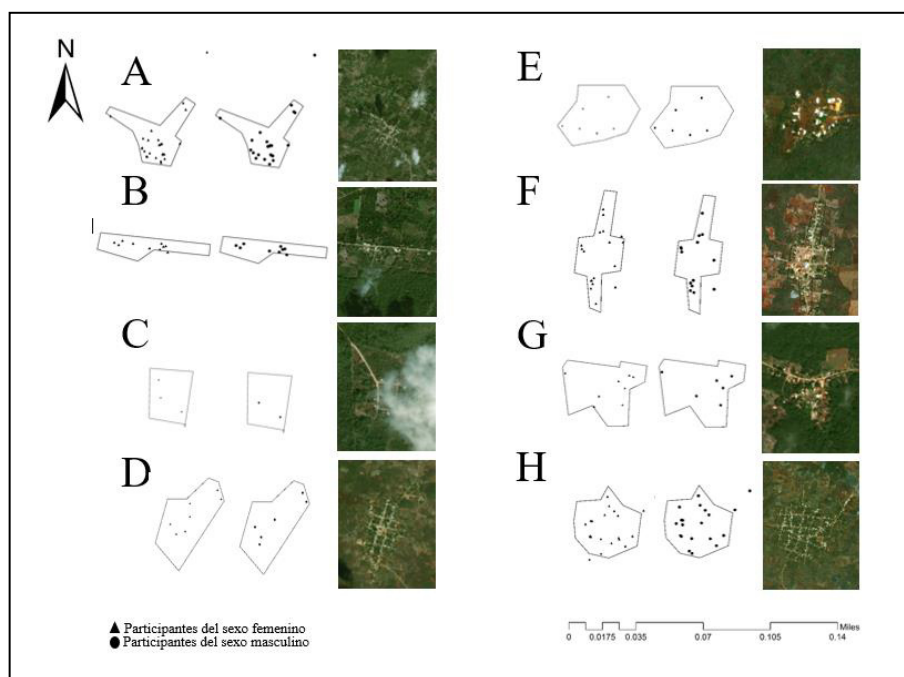 N
A
B
C
D
E
F
G
H
Participantes del sexo femenino
Participantes del sexo masculino
Miles
0 0.0175 0.035 0.07 0.105 0.14